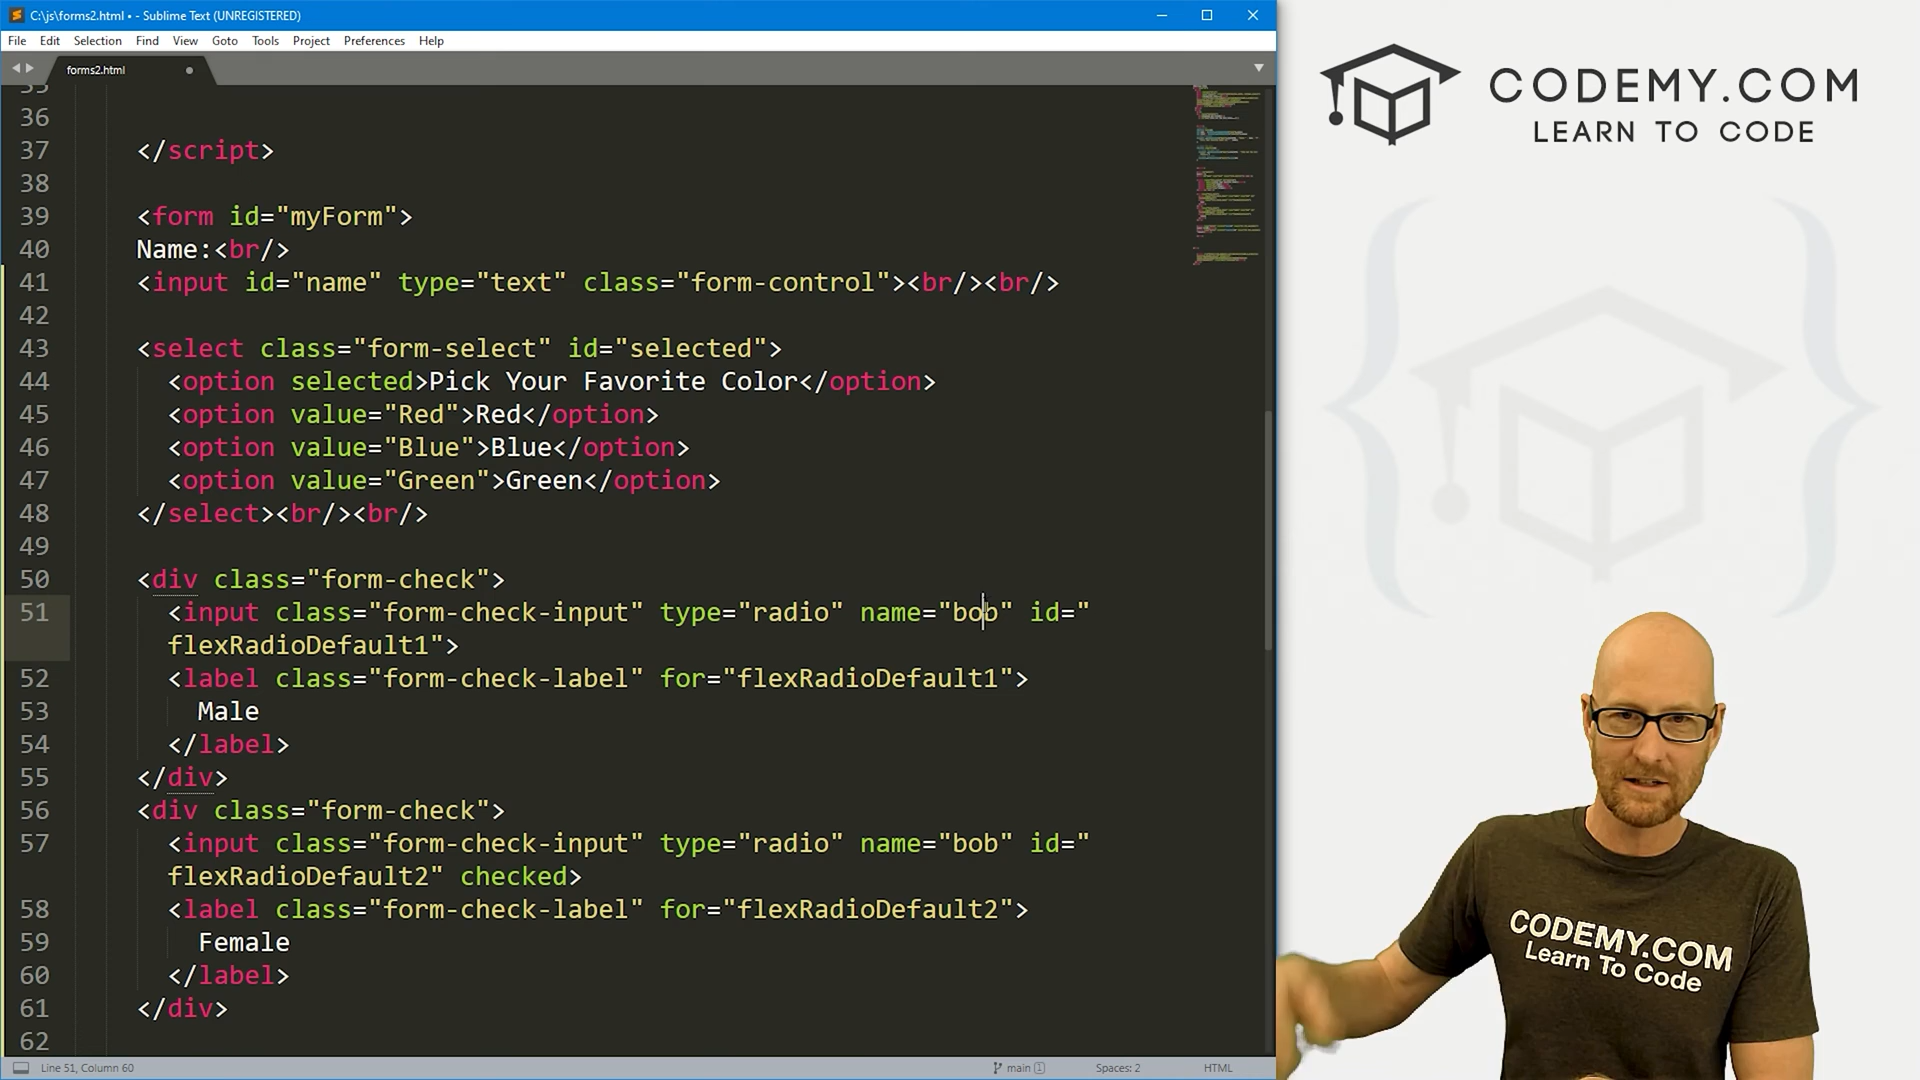 C:\js\forms2.html • - Sublime Text (UNREGISTERED)
File Edit Selection Find View Goto Tools Project Preferences Help
forms2.html
35
36
37 </script>
38
39 <form id="myForm">
40 Name:<br/>
41 <input id="name" type="text" class="form-control"><br/><br/>
42
43 <select class="form-select" id="selected">
44 <option selected>Pick Your Favorite Color</option>
45 <option value="Red">Red</option>
46 <option value="Blue">Blue</option>
47 <option value="Green">Green</option>
48 </select><br/><br/>
49
50 <div class="form-check">
51 <input class="form-check-input" type="radio" name="bob" id="
flexRadioDefault1">
52 <label class="form-check-label" for="flexRadioDefault1">
53 Male
54 </label>
55 </div>
56 <div class="form-check">
57 <input class="form-check-input" type="radio" name="bob" id="
flexRadioDefault2" checked>
58 <label class="form-check-label" for="flexRadioDefault2">
59 Female
60 </label>
61 </div>
62
Line 51, Column 60
main 1
Spaces: 2
HTML
CODEMY.COM
LEARN TO CODE
CODEMY.COM
Learn To Code